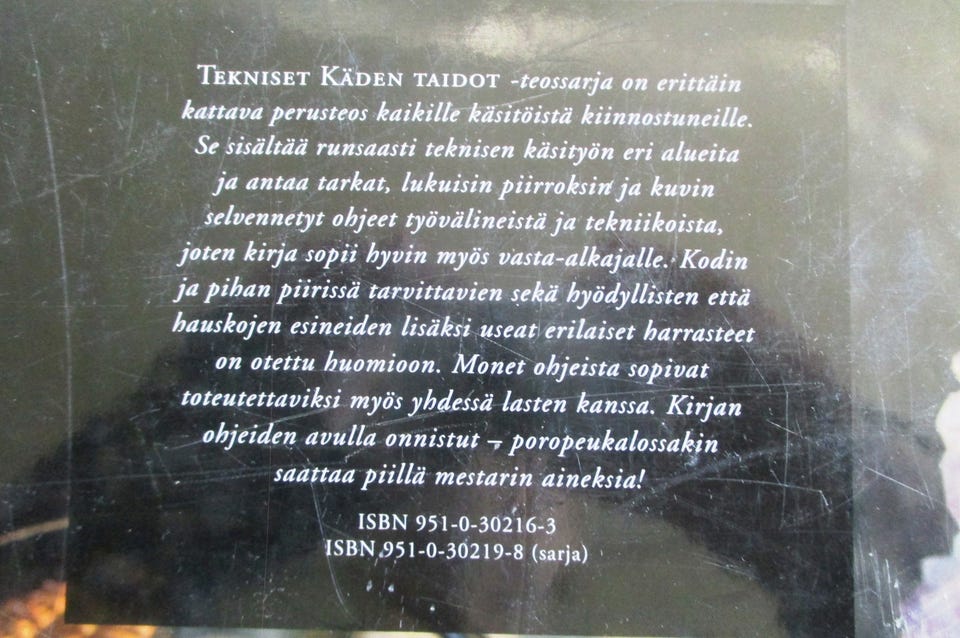 TEKNISET KÄDEN TAIDOT -teossarja on erittäin
kattava perusteos kaikille käsitöistä kiinnostuneille.
Se sisältää runsaasti teknisen käsityön eri alueita
ja antaa tarkat, lukuisin piirroksin ja kuvin
selvennetyt ohjeet työvälineistä ja tekniikoista,
joten kirja sopii hyvin myös vasta-alkajalle. Kodin
ja pihan piirissä tarvittavien sekä hyödyllisten että
hauskojen esineiden lisäksi useat erilaiset harrasteet
on otettu huomioon. Monet ohjeista sopivat
toteutettaviksi myös yhdessä lasten kanssa. Kirjan
ohjeiden avulla onnistut – poropeukalossakin
saattaa piillä mestarin aineksia!
ISBN 951-0-30216-3
ISBN 951-0-30219-8 (sarja)